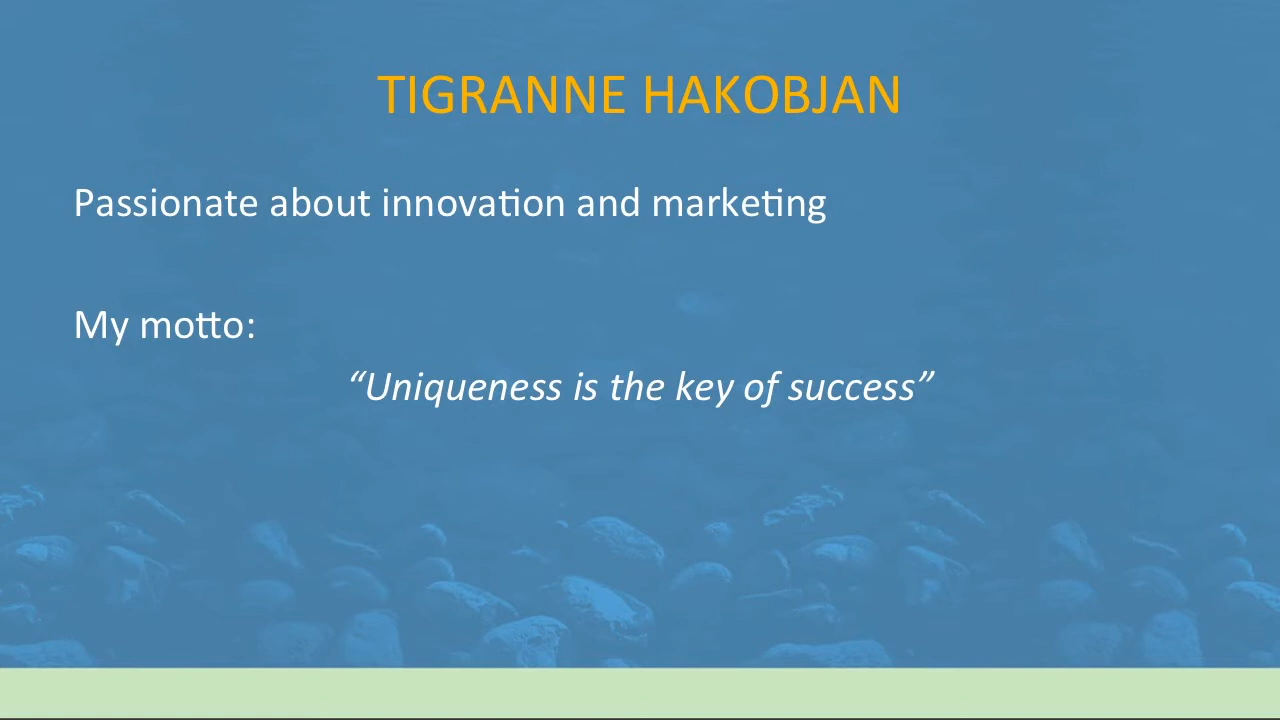 TIGRANNE HAKOBJAN
Passionate about innovation and marketing
My motto:
“Uniqueness is the key of success”